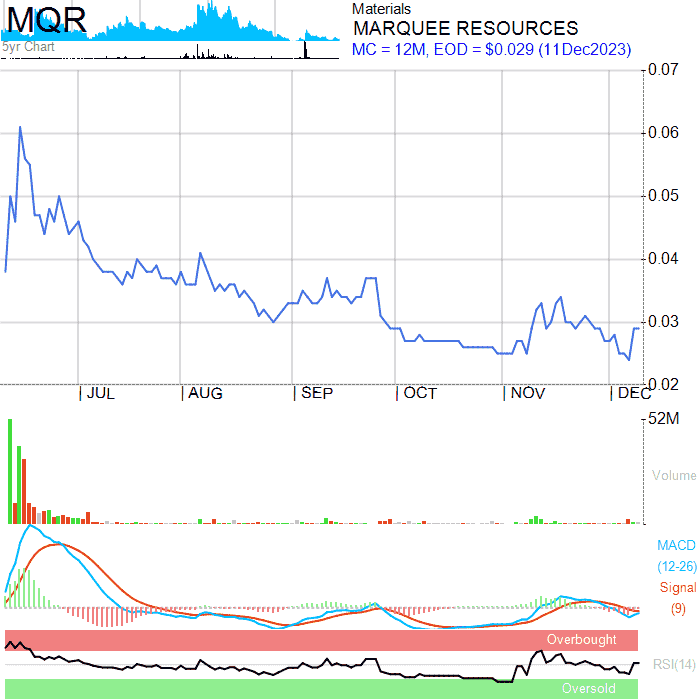 MQR
5yr Chart
Materials
MARQUEE RESOURCES
MC = 12M, EOD = $0.029 (11Dec2023)
0.07
0.06
0.05
0.04
0.03
0.02
JUL AUG SEP OCT NOV DEC
52M
Volume
MACD
(12-26)
Signal
(9)
Overbought
RSI(14)
Oversold